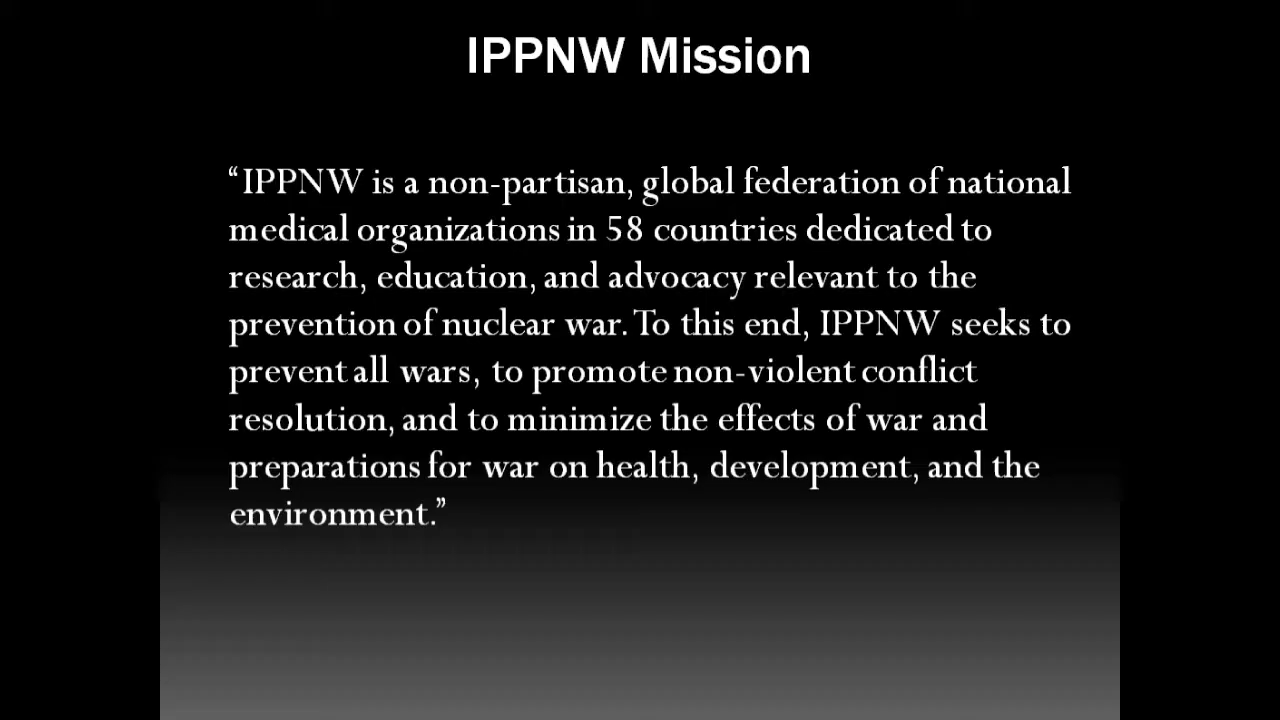 IPPNW Mission
“IPPNW is a non-partisan, global federation of national
medical organizations in 58 countries dedicated to
research, education, and advocacy relevant to the
prevention of nuclear war. To this end, IPPNW seeks to
prevent all wars, to promote non-violent conflict
resolution, and to minimize the effects of war and
preparations for war on health, development, and the
environment.”